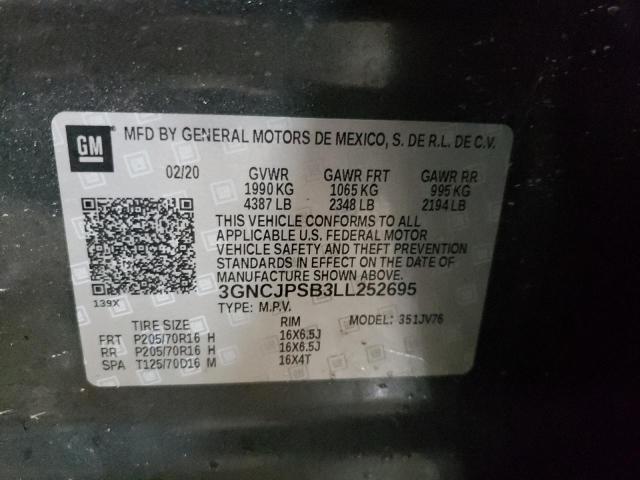 GM MFD BY GENERAL MOTORS DE MEXICO, S. DE R.L. DE C.V.
02/20 GVWR GAWR FRT GAWR RR
1990 KG 1065 KG 995 KG
4387 LB 2348 LB 2194 LB
THIS VEHICLE CONFORMS TO ALL
APPLICABLE U.S. FEDERAL MOTOR
VEHICLE SAFETY AND THEFT PREVENTION
STANDARDS IN EFFECT ON THE DATE OF
MANUFACTURE SHOWN ABOVE.
139X 3GNCJPSB3LL252695
TYPE: M.P.V. MODEL: 351JV76
TIRE SIZE RIM
FRT P205/70R16 H 16X6.5J
RR P205/70R16 H 16X6.5J
SPA T125/70D16 M 16X4T